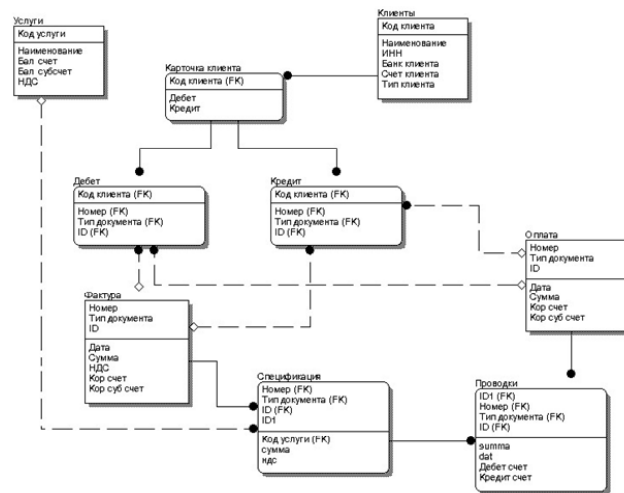 Услуги
Код услуги
Наименование
Бал счет
Бал субсчет
НДС
Клиенты
Код клиента
Наименование
ИНН
Банк клиента
Счет клиента
Тип клиента
Карточка клиента
Код клиента (FK)
Дебет
Кредит
Дебет
Код клиента (FK)
Номер (FK)
Тип документа (FK)
ID (FK)
Кредит
Код клиента (FK)
Номер (FK)
Тип документа (FK)
ID (FK)
Оплата
Номер
Тип документа
ID
Дата
Сумма
Кор счет
Кор суб счет
Фактура
Номер
Тип документа
ID
Дата
Сумма
НДС
Кор счет
Кор суб счет
Спецификация
Номер (FK)
Тип документа (FK)
ID (FK)
ID1
Код услуги (FK)
сумма
ндс
Проводки
ID1 (FK)
Номер (FK)
Тип документа (FK)
ID (FK)
summa
dat
Дебет счет
Кредит счет